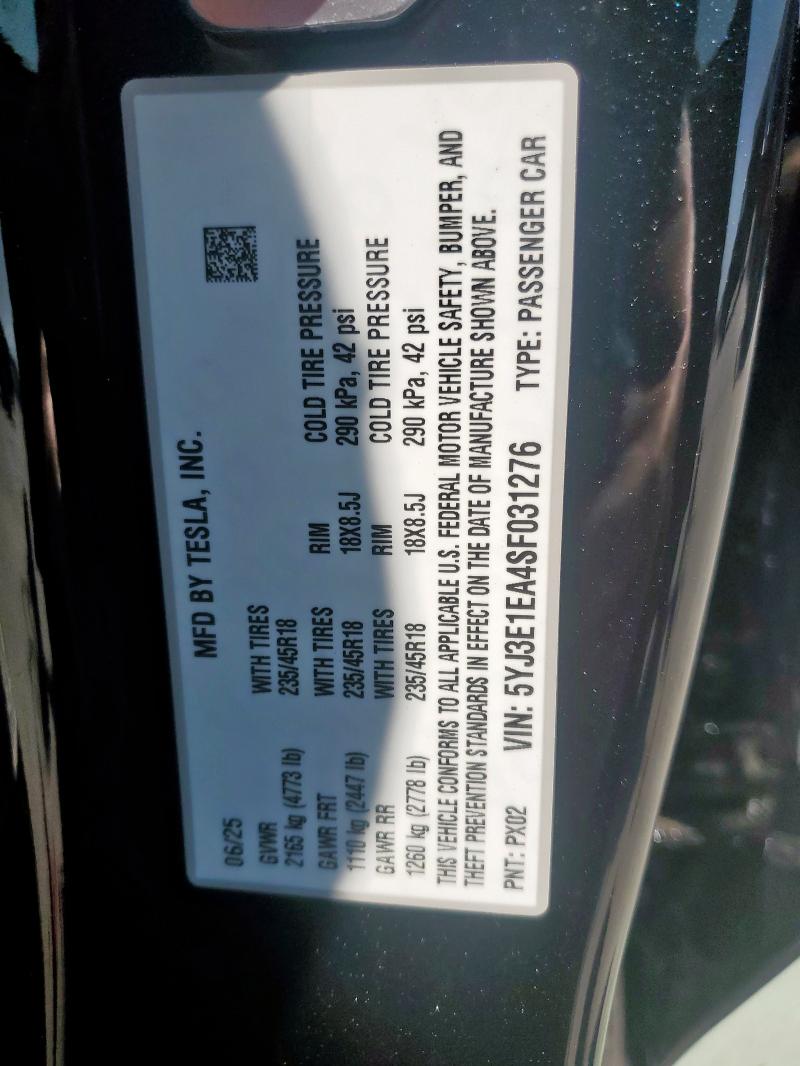 MFD BY TESLA, INC.
06/25
GVWR WITH TIRES
2165 kg (4773 lb) 235/45R18
GAWR FRT WITH TIRES RIM COLD TIRE PRESSURE
1110 kg (2447 lb) 235/45R18 18X8.5J 290 kPa, 42 psi
GAWR RR WITH TIRES RIM COLD TIRE PRESSURE
1260 kg (2778 lb) 235/45R18 18X8.5J 290 kPa, 42 psi
THIS VEHICLE CONFORMS TO ALL APPLICABLE U.S. FEDERAL MOTOR VEHICLE SAFETY, BUMPER, AND
THEFT PREVENTION STANDARDS IN EFFECT ON THE DATE OF MANUFACTURE SHOWN ABOVE.
PNT: PX02 VIN: 5YJ3E1EA4SF031276 TYPE: PASSENGER CAR